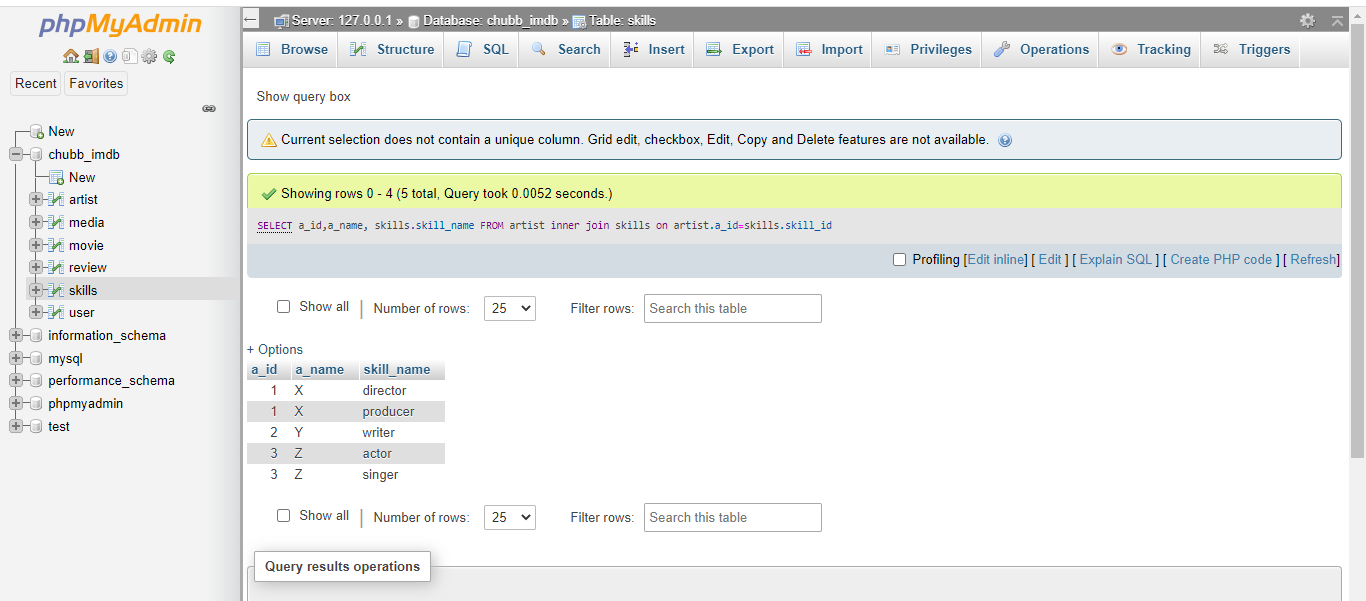 phpMyAdmin
Recent Favorites
New
chubb_imdb
New
artist
media
movie
review
skills
user
information_schema
mysql
performance_schema
phpmyadmin
test
Server: 127.0.0.1 » Database: chubb_imdb » Table: skills
Browse Structure SQL Search Insert Export Import Privileges Operations Tracking Triggers
Show query box
Current selection does not contain a unique column. Grid edit, checkbox, Edit, Copy and Delete features are not available.
Showing rows 0 - 4 (5 total, Query took 0.0052 seconds.)
SELECT a_id,a_name, skills.skill_name FROM artist inner join skills on artist.a_id=skills.skill_id
Profiling [Edit inline] [ Edit ] [ Explain SQL ] [ Create PHP code ] [ Refresh]
Show all | Number of rows: 25 Filter rows: Search this table
+ Options
a_id a_name skill_name
1 X director
1 X producer
2 Y writer
3 Z actor
3 Z singer
Show all | Number of rows: 25 Filter rows: Search this table
Query results operations